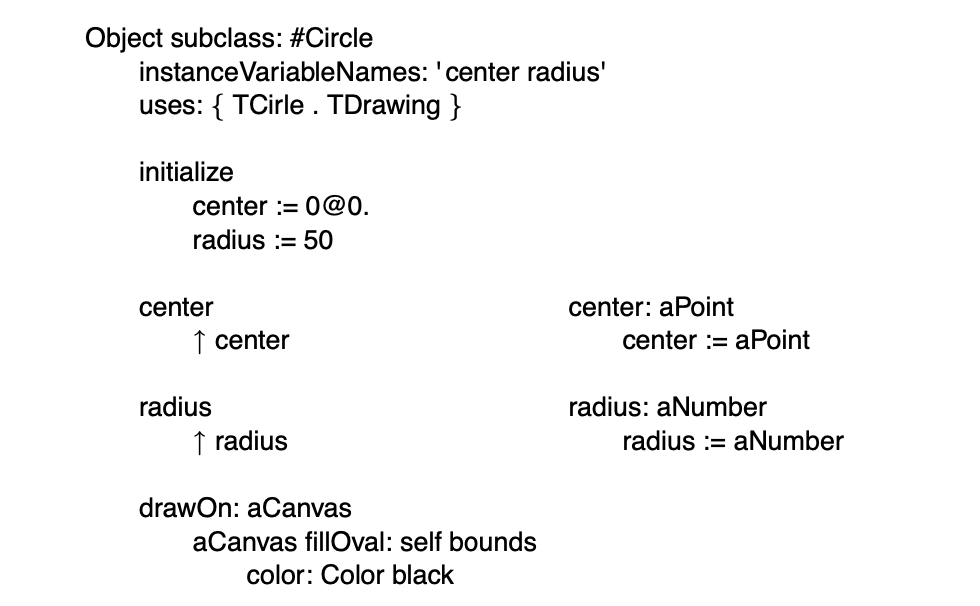 Object subclass: #Circle
instanceVariableNames: 'center radius'
uses: { TCirle . TDrawing }
initialize
center := 0@0.
radius := 50
center
↑ center
center: aPoint
center := aPoint
radius
↑ radius
radius: aNumber
radius := aNumber
drawOn: aCanvas
aCanvas fillOval: self bounds
color: Color black